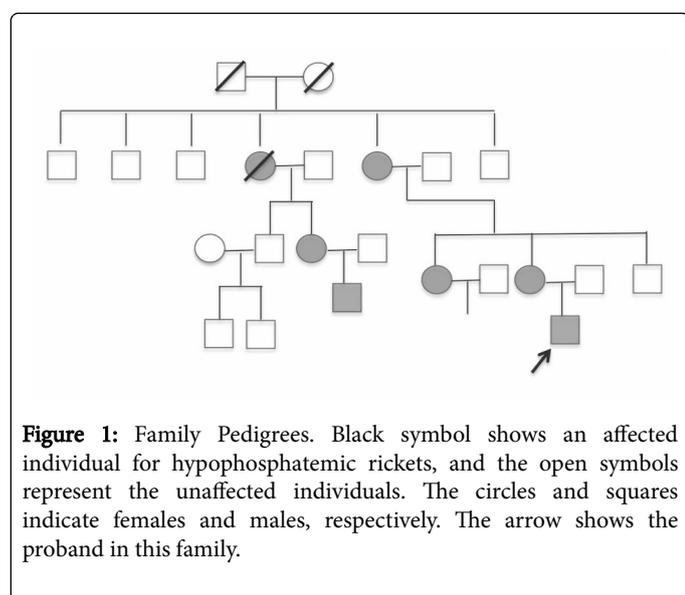 Figure 1: Family Pedigrees. Black symbol shows an affected
individual for hypophosphatemic rickets, and the open symbols
represent the unaffected individuals. The circles and squares
indicate females and males, respectively. The arrow shows the
proband in this family.